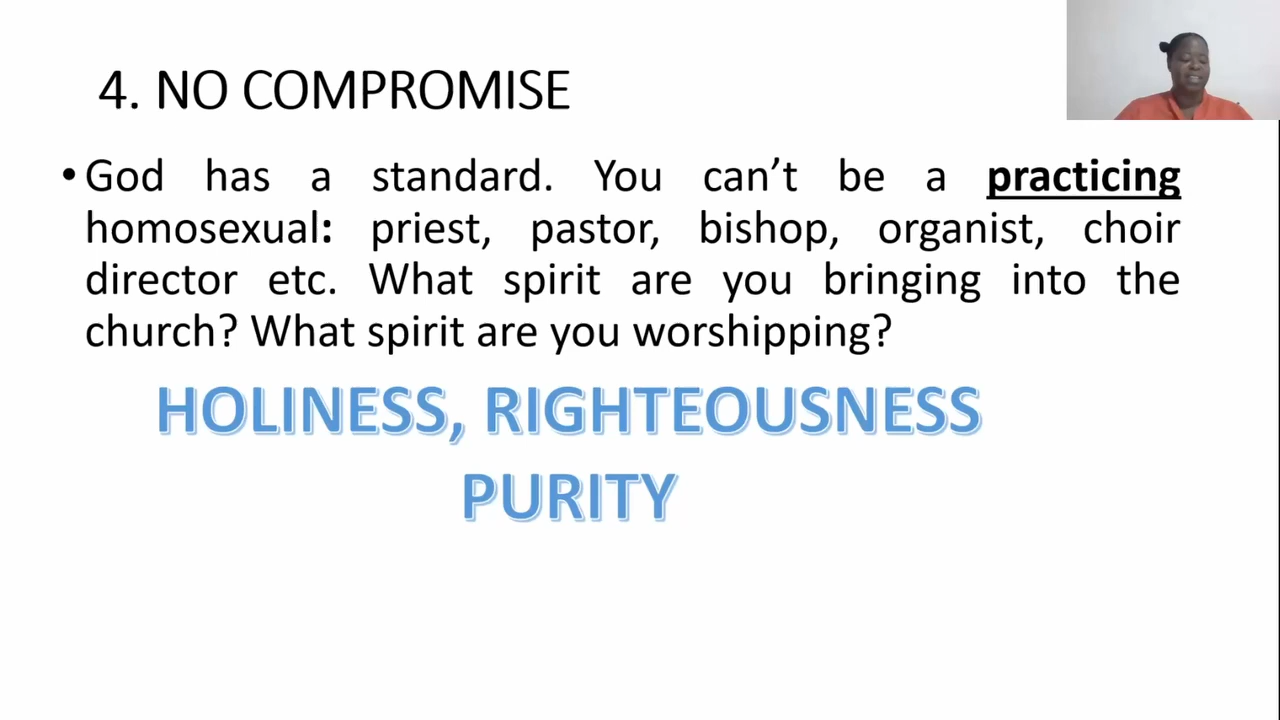 4. NO COMPROMISE
•God has a standard. You can’t be a practicing
homosexual: priest, pastor, bishop, organist, choir
director etc. What spirit are you bringing into the
church? What spirit are you worshipping?
HOLINESS, RIGHTEOUSNESS
PURITY